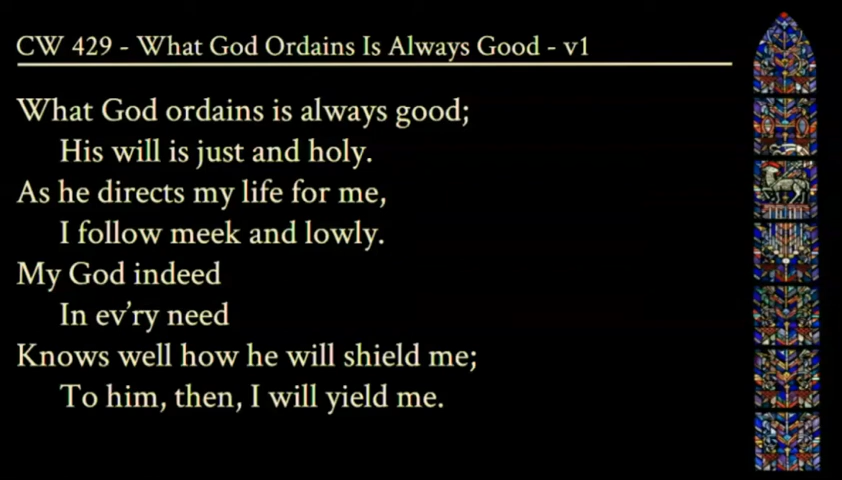 CW 429 - What God Ordains Is Always Good - v1
What God ordains is always good;
His will is just and holy.
As he directs my life for me,
I follow meek and lowly.
My God indeed
In ev’ry need
Knows well how he will shield me;
To him, then, I will yield me.